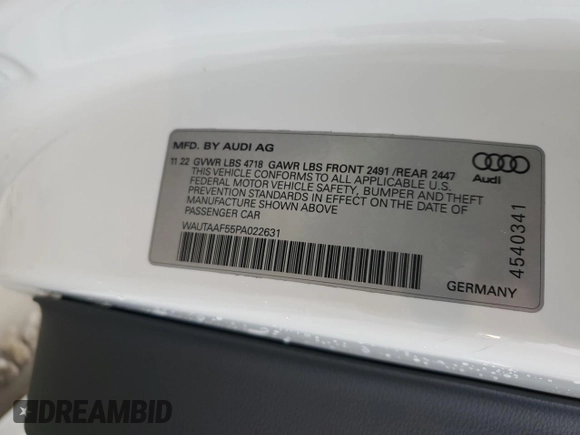 MFD. BY AUDI AG
11 22 GVWR LBS 4718 GAWR LBS FRONT 2491 /REAR 2447
THIS VEHICLE CONFORMS TO ALL APPLICABLE U.S.
FEDERAL MOTOR VEHICLE SAFETY, BUMPER AND THEFT
PREVENTION STANDARDS IN EFFECT ON THE DATE OF
MANUFACTURE SHOWN ABOVE
PASSENGER CAR
WAUTAAF55PA022631
Audi
4540341
GERMANY
DREAMBID